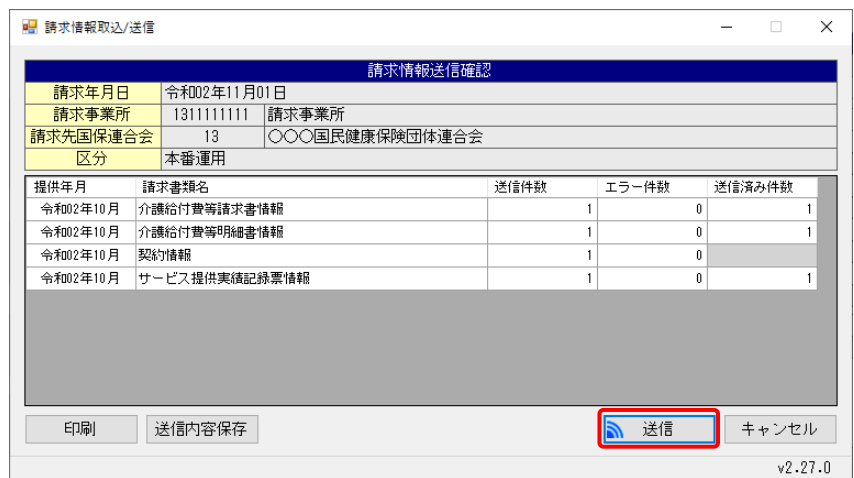 請求情報取込/送信
請求情報送信確認
請求年月日 令和02年11月01日
請求事業所 1311111111 請求事業所
請求先国保連合会 13 〇〇〇国民健康保険団体連合会
区分 本番運用
提供年月 請求書類名 送信件数 エラー件数 送信済み件数
令和02年10月 介護給付費等請求書情報 1 0 1
令和02年10月 介護給付費等明細書情報 1 0 1
令和02年10月 契約情報 1 0
令和02年10月 サービス提供実績記録票情報 1 0 1
印刷 送信内容保存 送信 キャンセル
v2.27.0